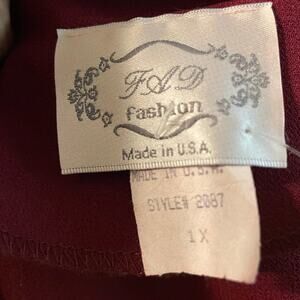 FAD
fashion
Made in U.S.A.
MADE IN U.S.A.
STYLE# 2087
1X